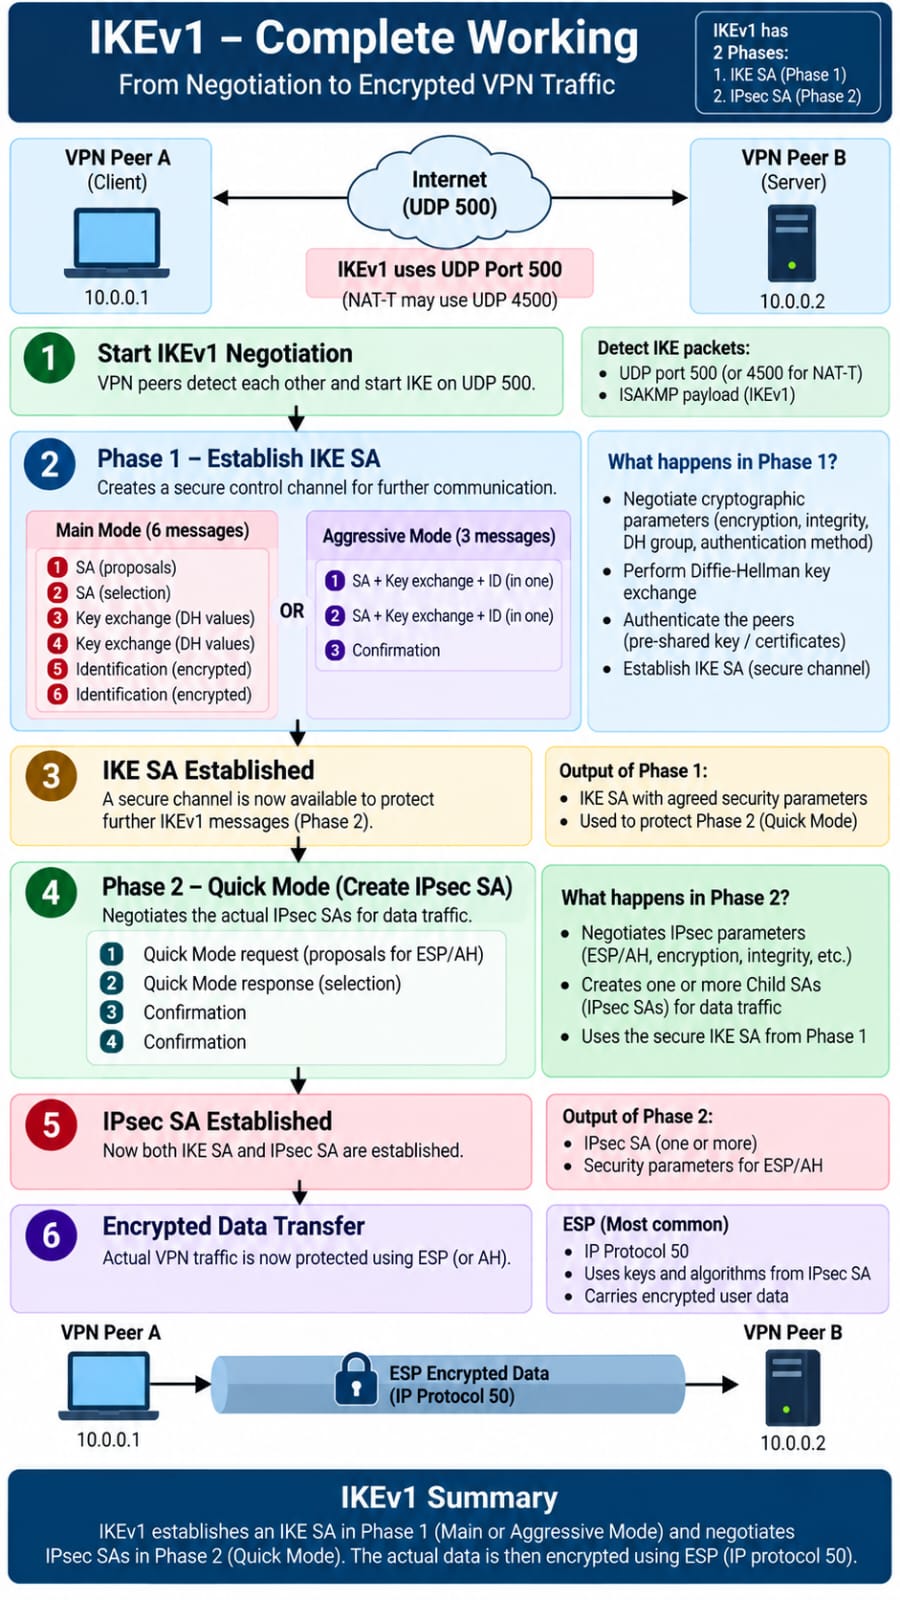 IKEv1 – Complete Working
From Negotiation to Encrypted VPN Traffic
IKEv1 has
2 Phases:
1. IKE SA (Phase 1)
2. IPsec SA (Phase 2)
VPN Peer A
(Client)
10.0.0.1
Internet
(UDP 500)
IKEv1 uses UDP Port 500
(NAT-T may use UDP 4500)
VPN Peer B
(Server)
10.0.0.2
1
Start IKEv1 Negotiation
VPN peers detect each other and start IKE on UDP 500.
Detect IKE packets:
• UDP port 500 (or 4500 for NAT-T)
• ISAKMP payload (IKEv1)
2
Phase 1 – Establish IKE SA
Creates a secure control channel for further communication.
Main Mode (6 messages)
1 SA (proposals)
2 SA (selection)
3 Key exchange (DH values)
4 Key exchange (DH values)
5 Identification (encrypted)
6 Identification (encrypted)
OR
Aggressive Mode (3 messages)
1 SA + Key exchange + ID (in one)
2 SA + Key exchange + ID (in one)
3 Confirmation
What happens in Phase 1?
• Negotiate cryptographic
parameters (encryption, integrity,
DH group, authentication method)
• Perform Diffie-Hellman key
exchange
• Authenticate the peers
(pre-shared key / certificates)
• Establish IKE SA (secure channel)
3
IKE SA Established
A secure channel is now available to protect
further IKEv1 messages (Phase 2).
Output of Phase 1:
• IKE SA with agreed security parameters
• Used to protect Phase 2 (Quick Mode)
4
Phase 2 – Quick Mode (Create IPsec SA)
Negotiates the actual IPsec SAs for data traffic.
1 Quick Mode request (proposals for ESP/AH)
2 Quick Mode response (selection)
3 Confirmation
4 Confirmation
What happens in Phase 2?
• Negotiates IPsec parameters
(ESP/AH, encryption, integrity, etc.)
• Creates one or more Child SAs
(IPsec SAs) for data traffic
• Uses the secure IKE SA from Phase 1
5
IPsec SA Established
Now both IKE SA and IPsec SA are established.
Output of Phase 2:
• IPsec SA (one or more)
• Security parameters for ESP/AH
6
Encrypted Data Transfer
Actual VPN traffic is now protected using ESP (or AH).
ESP (Most common)
• IP Protocol 50
• Uses keys and algorithms from IPsec SA
• Carries encrypted user data
VPN Peer A
10.0.0.1
ESP Encrypted Data
(IP Protocol 50)
VPN Peer B
10.0.0.2
IKEv1 Summary
IKEv1 establishes an IKE SA in Phase 1 (Main or Aggressive Mode) and negotiates
IPsec SAs in Phase 2 (Quick Mode). The actual data is then encrypted using ESP (IP protocol 50).